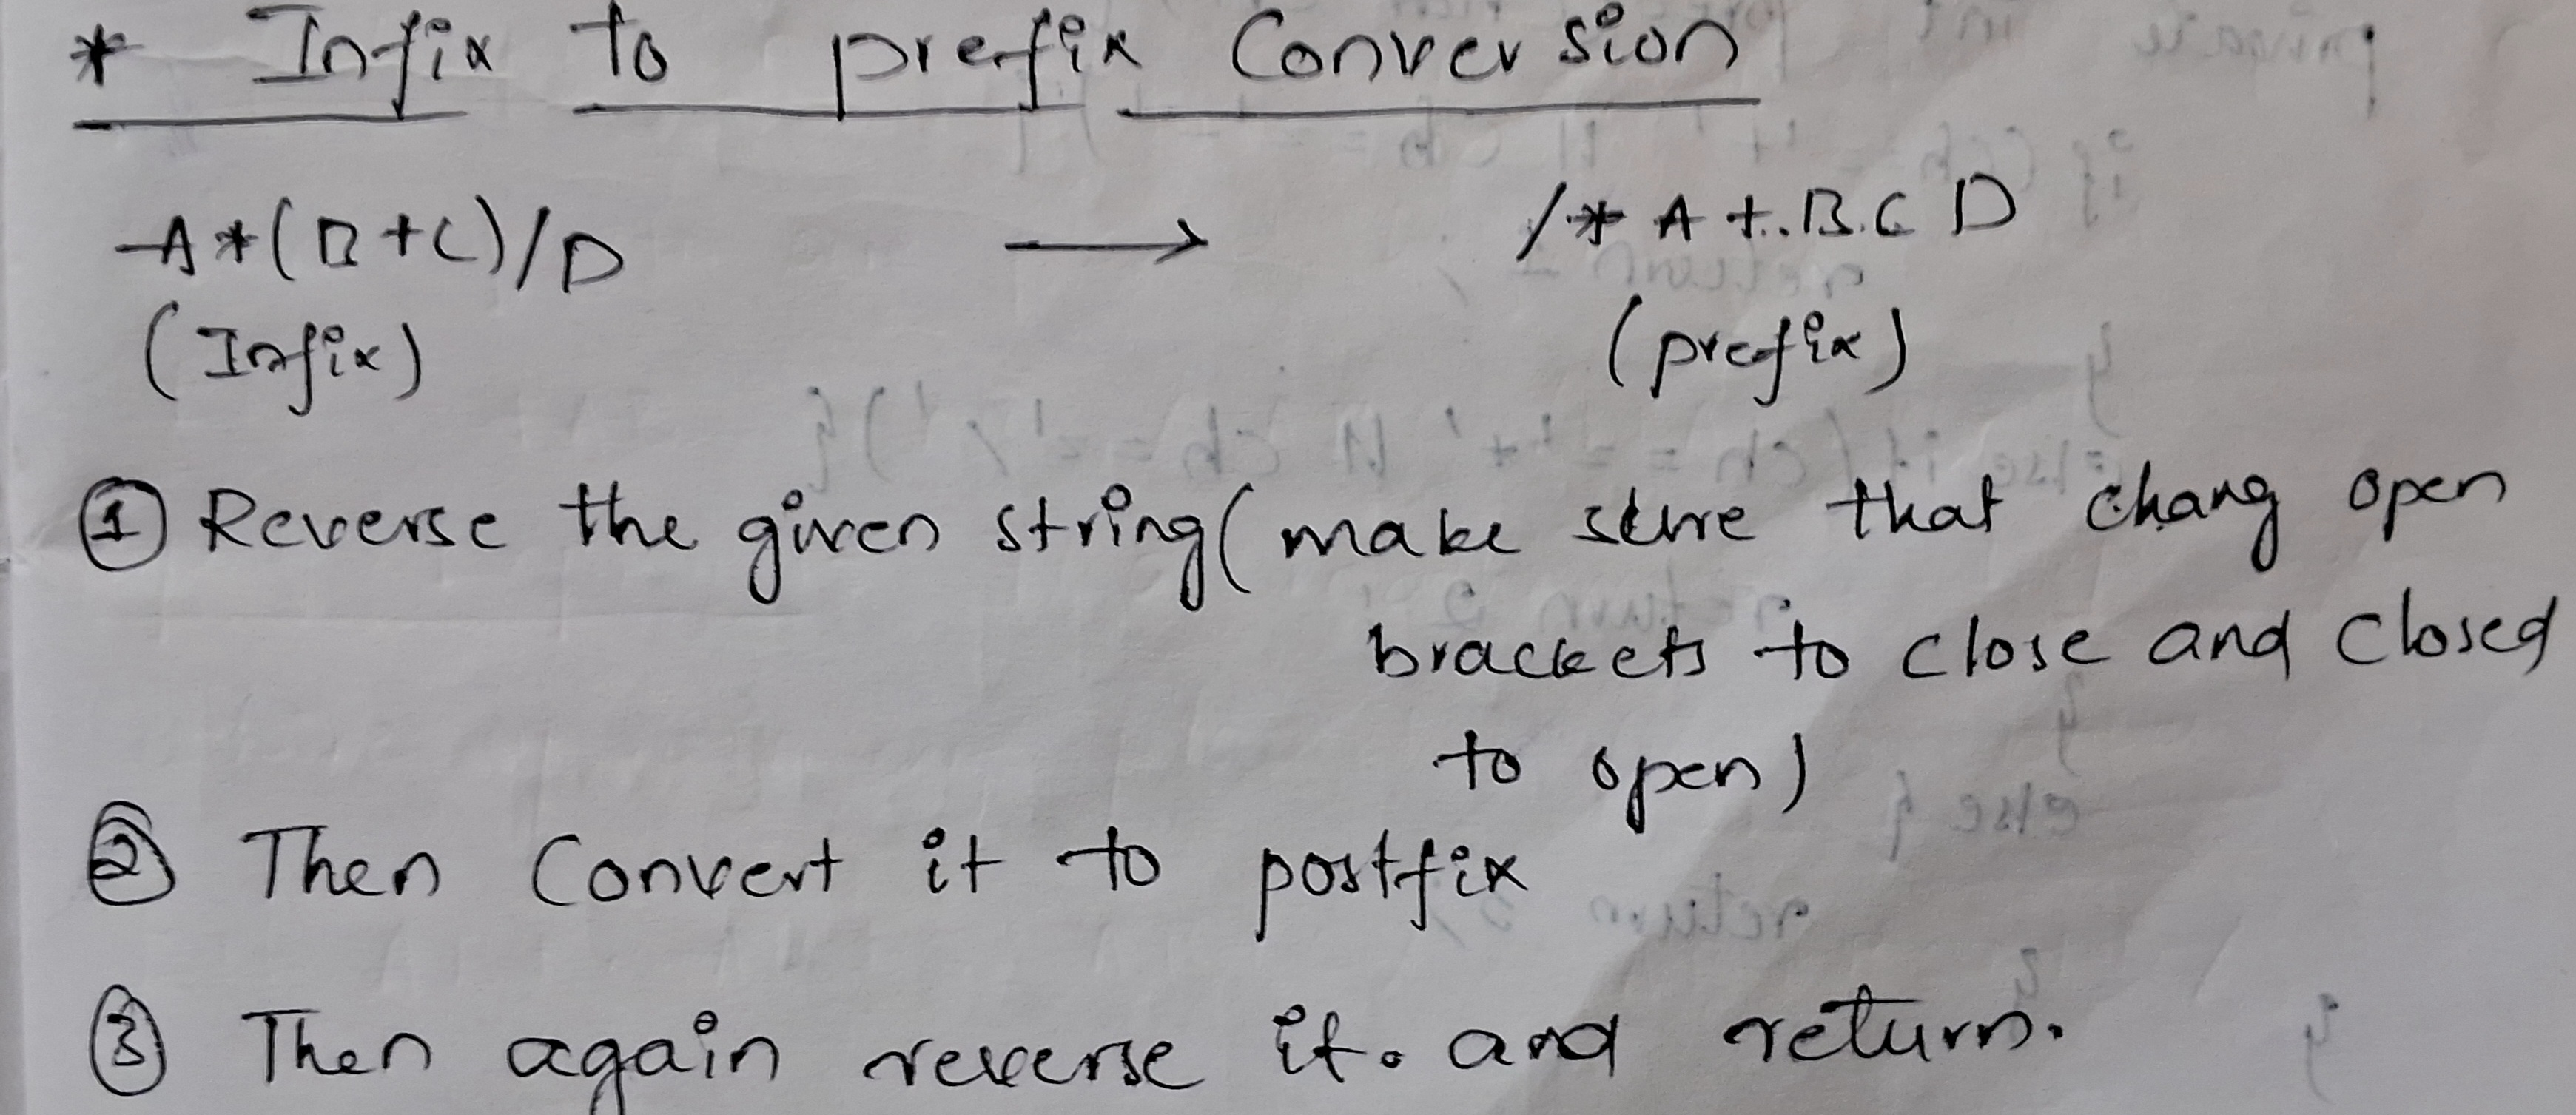 * Infix to prefix Conversion
A*(B+C)/D → /* A +.B.C D
(Infix) (prefix)
① Reverse the given string (make sure that chang open
brackets to close and closed
to open)
② Then Convert it to postfix
③ Then again reverse it. and return.